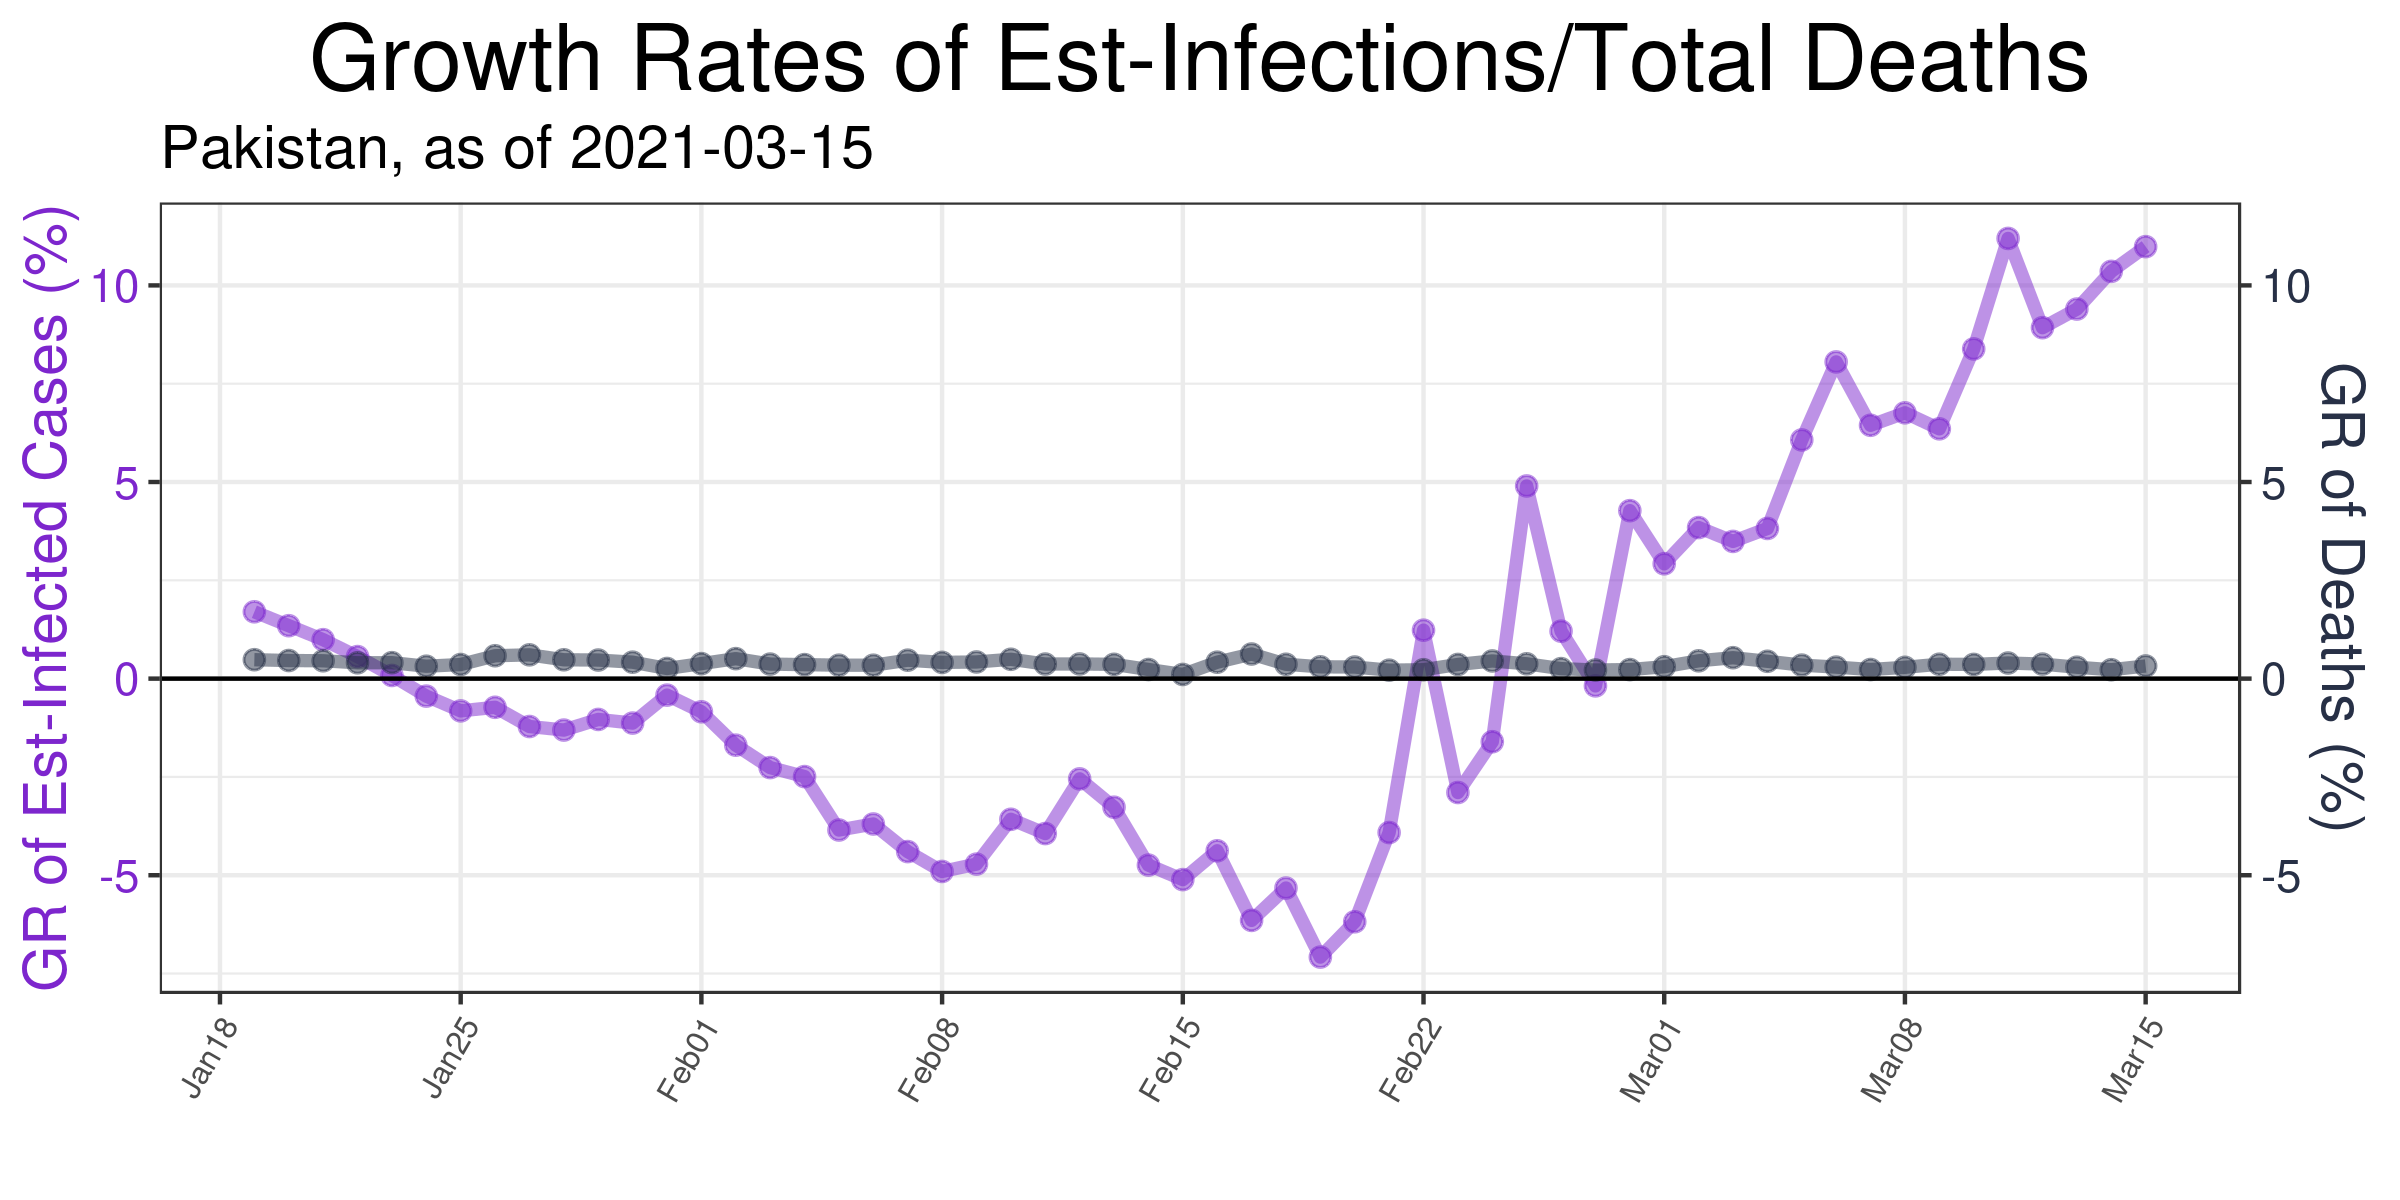 Growth Rates of Est-Infections/Total Deaths
Pakistan, as of 2021-03-15
GR of Est-Infected Cases (%)
10
5
0
-5
10
5
0
-5
GR of Deaths (%)
Jan18
Jan25
Feb01
Feb08
Feb15
Feb22
Mar01
Mar08
Mar15